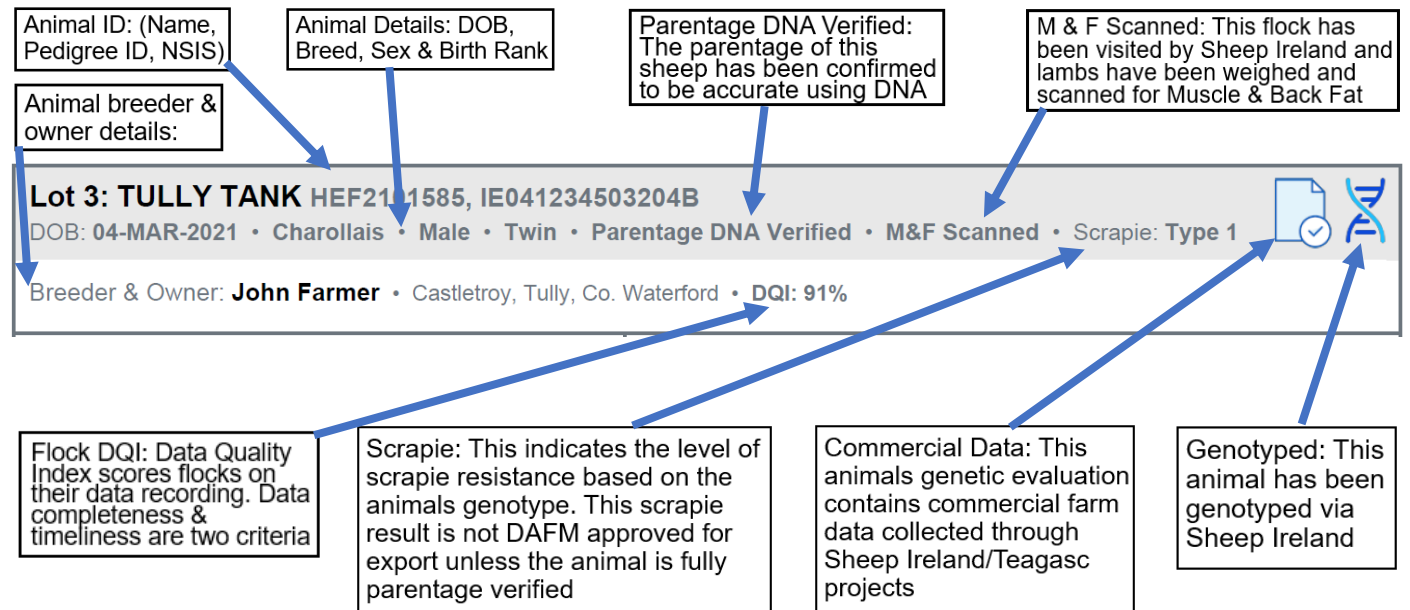 Animal ID: (Name,
Pedigree ID, NSIS)
Animal Details: DOB,
Breed, Sex & Birth Rank
Parentage DNA Verified:
The parentage of this
sheep has been confirmed
to be accurate using DNA
M & F Scanned: This flock has
been visited by Sheep Ireland and
lambs have been weighed and
scanned for Muscle & Back Fat
Animal breeder &
owner details:
Lot 3: TULLY TANK HEF2101585, IE041234503204B
DOB: 04-MAR-2021 • Charollais • Male • Twin • Parentage DNA Verified • M&F Scanned • Scrapie: Type 1
Breeder & Owner: John Farmer • Castletroy, Tully, Co. Waterford • DQI: 91%
Flock DQI: Data Quality
Index scores flocks on
their data recording. Data
completeness &
timeliness are two criteria
Scrapie: This indicates the level of
scrapie resistance based on the
animals genotype. This scrapie
result is not DAFM approved for
export unless the animal is fully
parentage verified
Commercial Data: This
animals genetic evaluation
contains commercial farm
data collected through
Sheep Ireland/Teagasc
projects
Genotyped: This
animal has been
genotyped via
Sheep Ireland